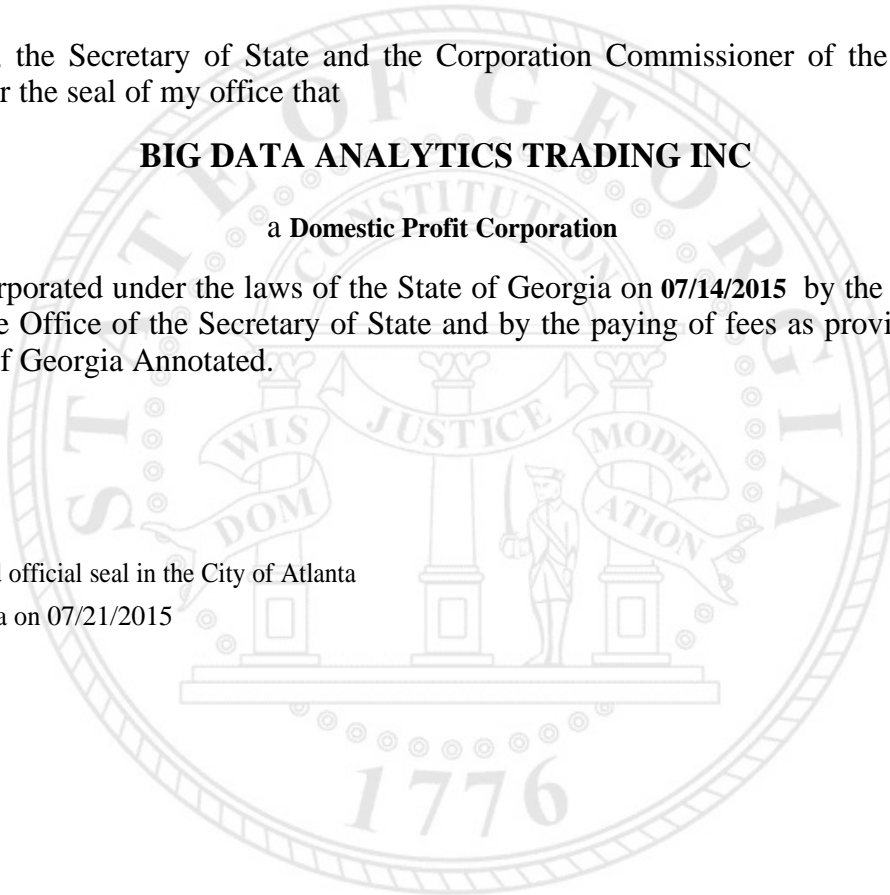 , the Secretary of State and the Corporation Commissioner of the
r the seal of my office that
BIG DATA ANALYTICS TRADING INC
a Domestic Profit Corporation
rporated under the laws of the State of Georgia on 07/14/2015 by the
e Office of the Secretary of State and by the paying of fees as provi
of Georgia Annotated.
d official seal in the City of Atlanta
a on 07/21/2015
STATE OF GEORGIA
CONSTITUTION
WIS
DOM
JUSTICE
MODER
ATION
1776